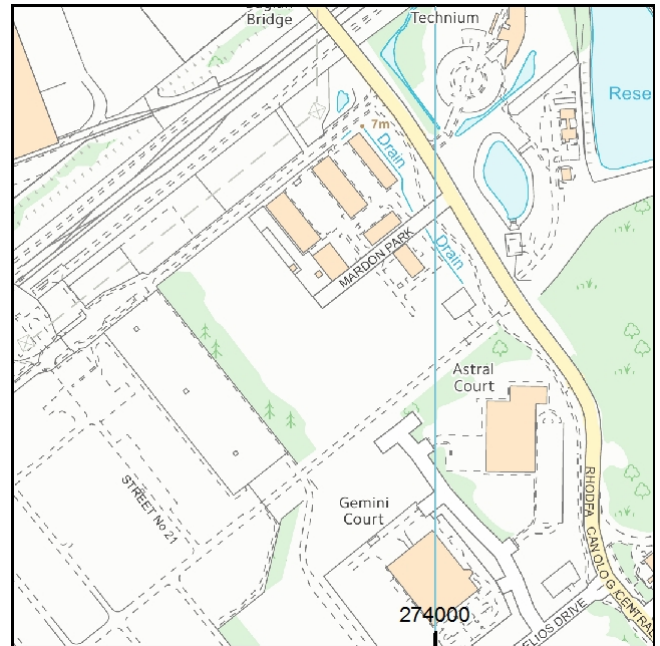 Bridge
Technium
Rese
7m
Drain
Drain
MARDON PARK
Astral
Court
STREET No 21
Gemini
Court
RHODFA CANOLOG/CENTRAL
274000
ELIOS DRIVE